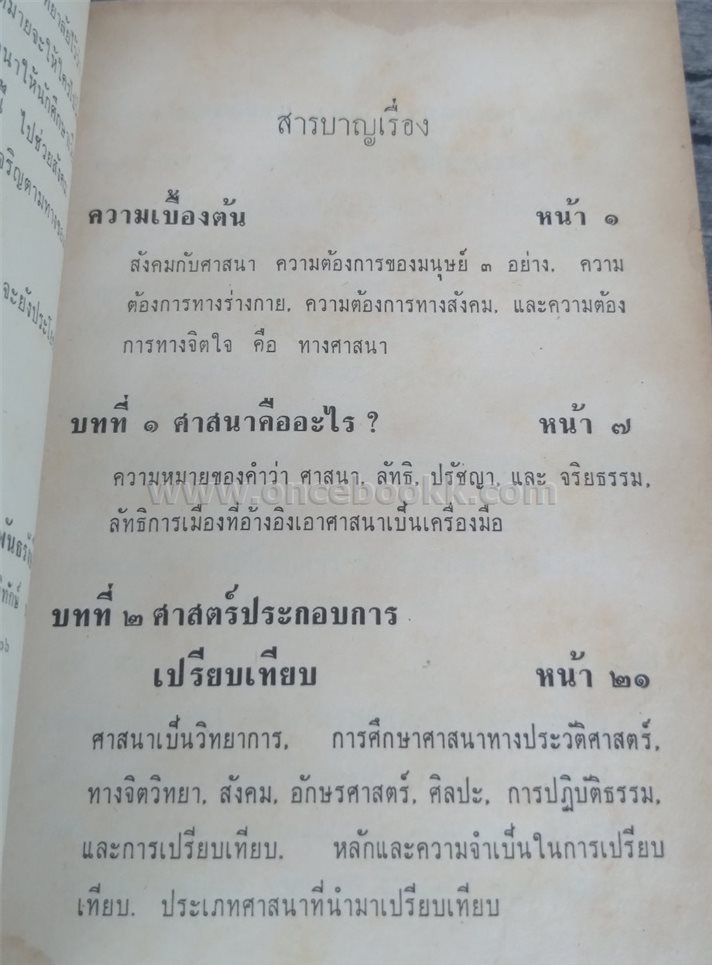 สารบาญเรื่อง
ความเบื้องต้น หน้า ๑
สังคมกับศาสนา ความต้องการของมนุษย์ ๓ อย่าง, ความ
ต้องการทางร่างกาย, ความต้องการทางสังคม, และความต้อง
การทางจิตใจ คือ ทางศาสนา
บทที่ ๑ ศาสนาคืออะไร ? หน้า ๗
ความหมายของคำว่า ศาสนา, ลัทธิ, ปรัชญา, และ จริยธรรม,
www.oncebookk.com
ลัทธิการเมืองที่อ้างอิงเอาศาสนาเป็นเครื่องมือ
บทที่ ๒ ศาสตร์ประกอบการ
เปรียบเทียบ หน้า ๒๑
ศาสนาเป็นวิทยาการ, การศึกษาศาสนาทางประวัติศาสตร์,
ทางจิตวิทยา, สังคม, อักษรศาสตร์, ศิลปะ, การปฏิบัติธรรม,
และการเปรียบเทียบ. หลักและความจำเป็นในการเปรียบ
เทียบ. ประเภทศาสนาที่นำมาเปรียบเทียบ